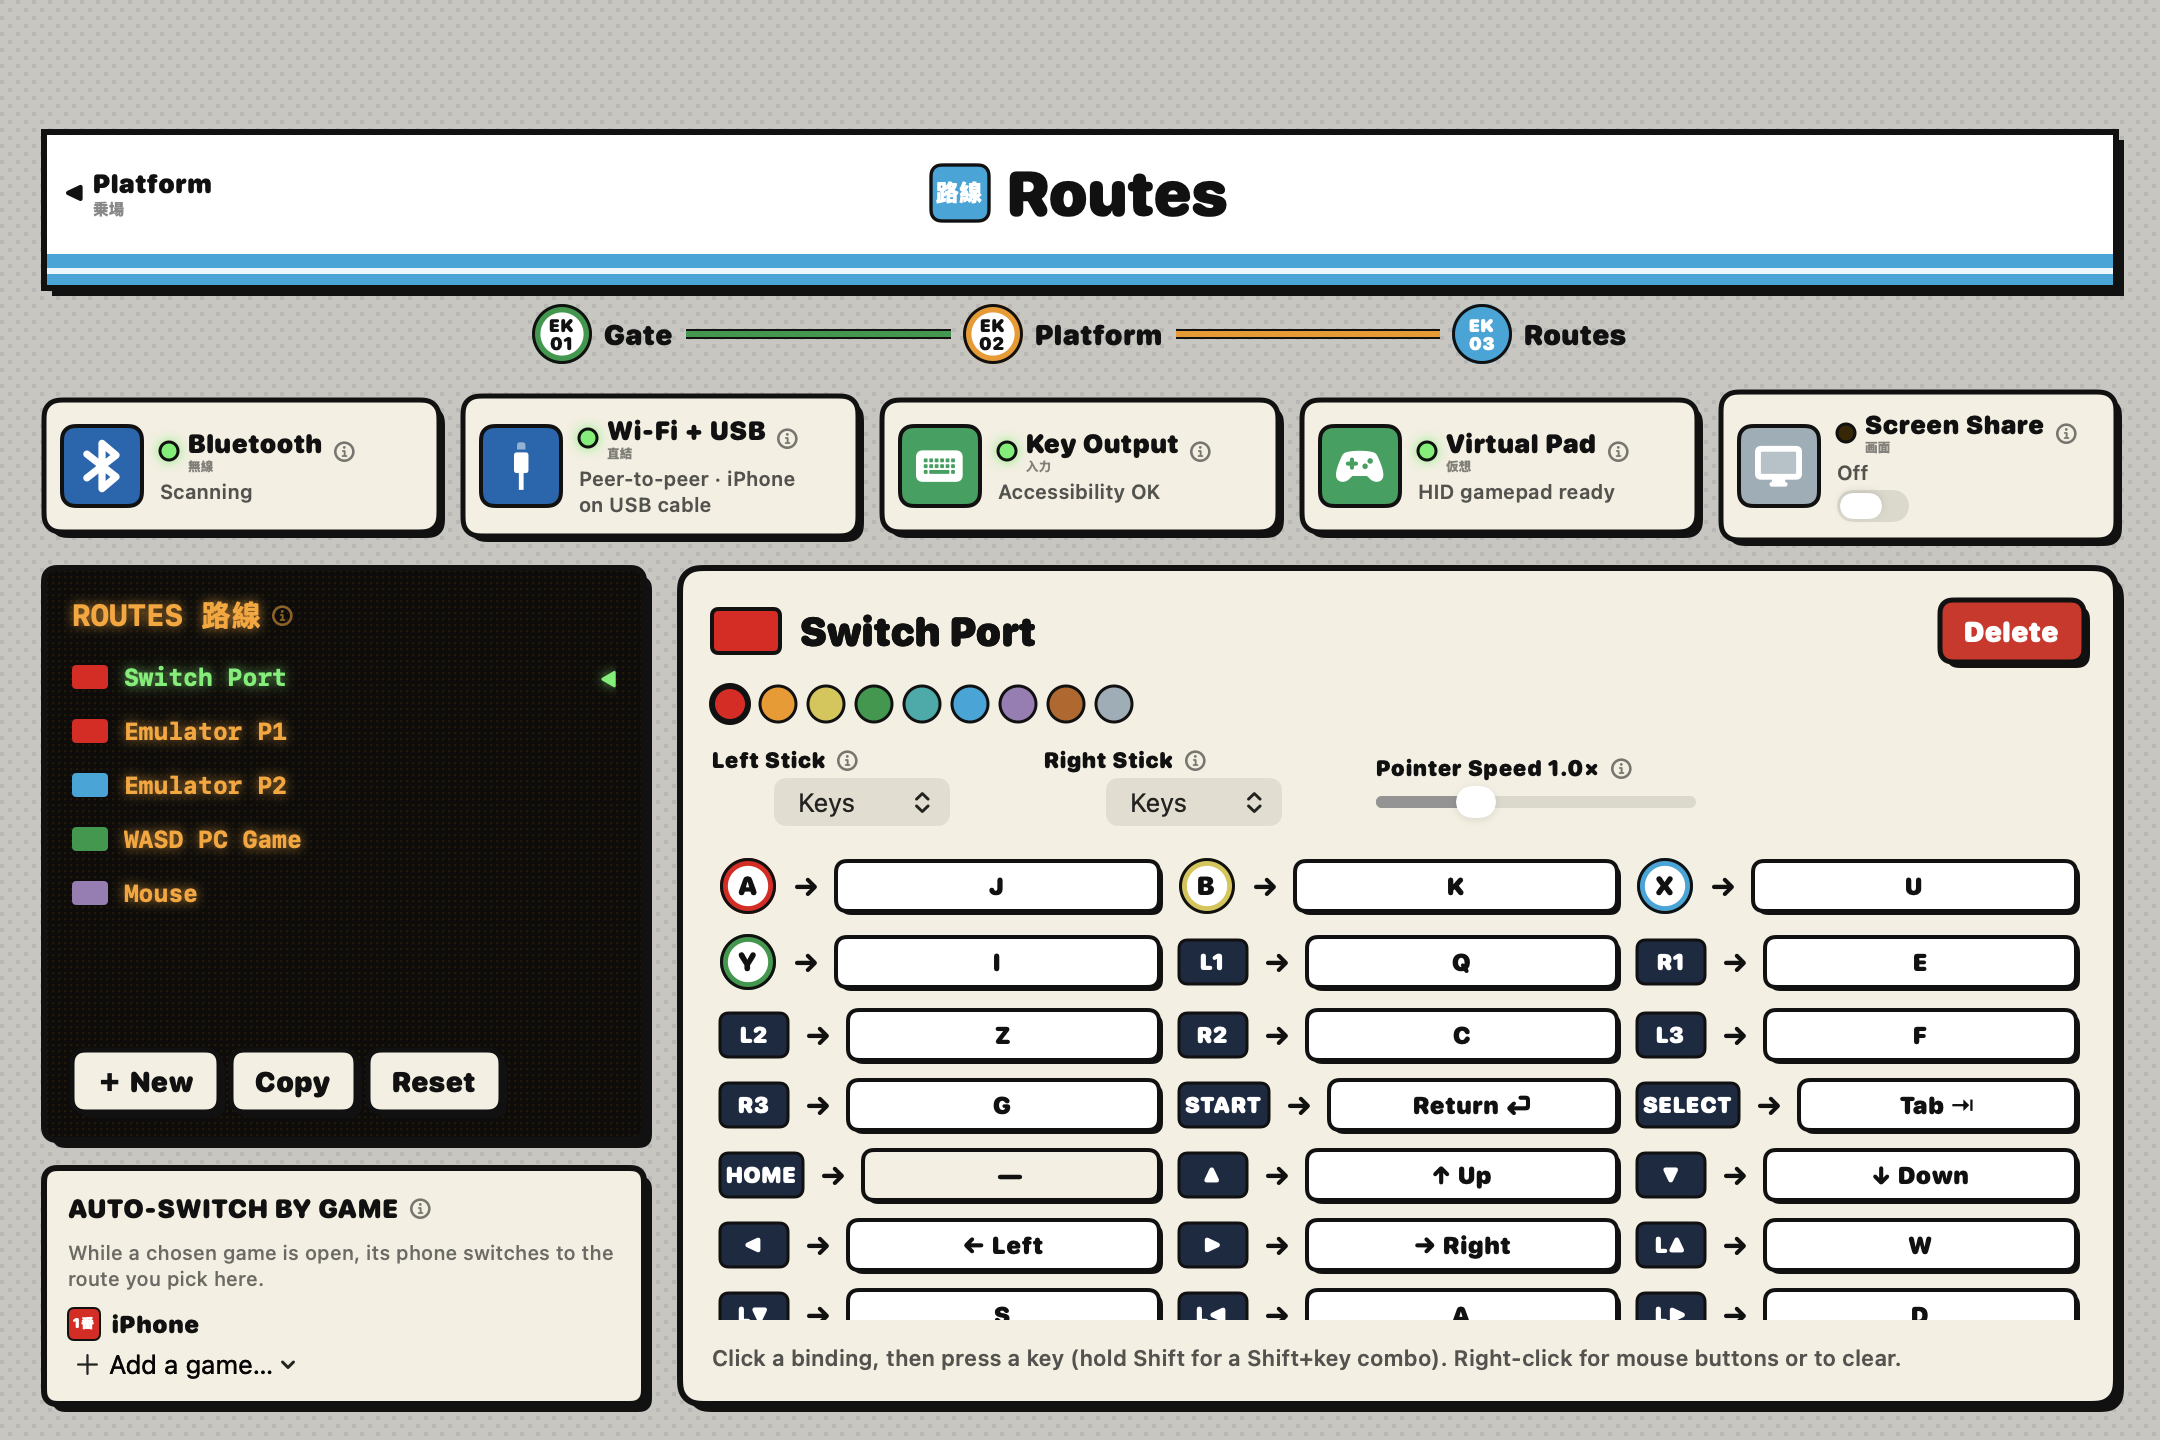 Platform
乗場
路線 Routes
EK 01 Gate
EK 02 Platform
EK 03 Routes
Bluetooth
無線
Scanning
Wi-Fi + USB
直結
Peer-to-peer · iPhone
on USB cable
Key Output
入力
Accessibility OK
Virtual Pad
仮想
HID gamepad ready
Screen Share
画面
Off
ROUTES 路線
Switch Port
Emulator P1
Emulator P2
WASD PC Game
Mouse
+ New Copy Reset
AUTO-SWITCH BY GAME
While a chosen game is open, its phone switches to the
route you pick here.
1番 iPhone
+ Add a game...
Switch Port
Delete
Left Stick Right Stick Pointer Speed 1.0×
Keys Keys
A → J B → K X → U
Y → I L1 → Q R1 → E
L2 → Z R2 → C L3 → F
R3 → G START → Return ↩ SELECT → Tab ⇥
HOME → — ▲ → ↑ Up ▼ → ↓ Down
◀ → ← Left ▶ → → Right L▲ → W
L▼ → S L◀ → A L▶ → D
Click a binding, then press a key (hold Shift for a Shift+key combo). Right-click for mouse buttons or to clear.